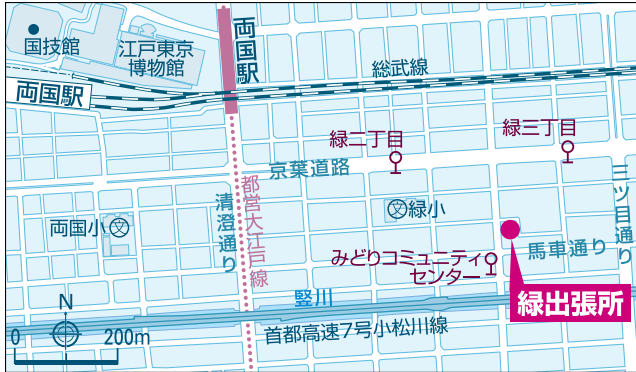 国技館
江戸東京
博物館
両国駅
両国駅
総武線
緑二丁目
緑三丁目
京葉道路
都営大江戸線
清澄通り
両国小
文
文
緑小
三ツ目通り
馬車通り
みどりコミュニティ
センター
緑出張所
竪川
首都高速7号小松川線
N
0
200m